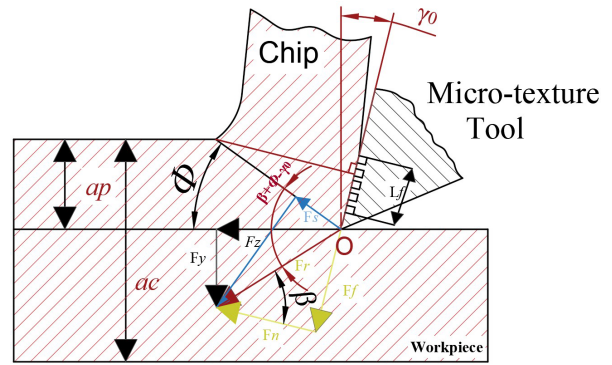 γ₀
Chip
Micro-texture
Tool
ap
Φ
β+Φ-γ₀
Lf
Fs
ac
Fy
Fz
O
Fr
β
Ff
Fn
Workpiece